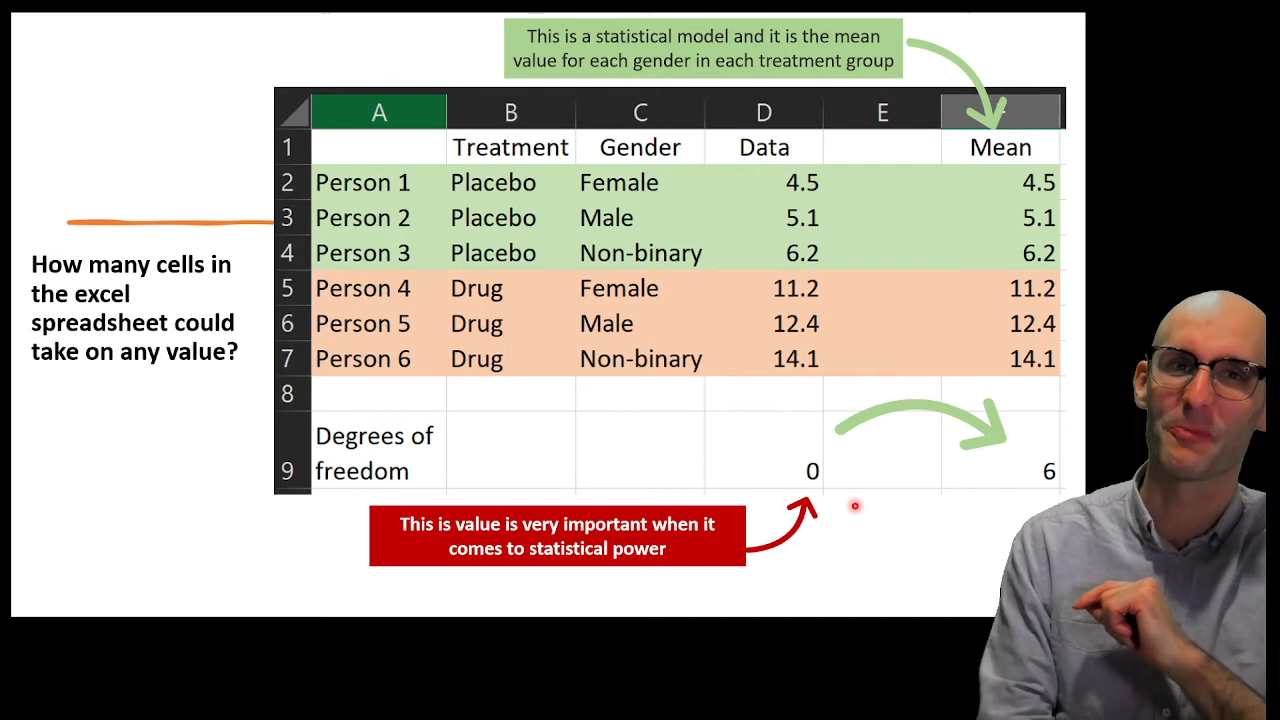 This is a statistical model and it is the mean
value for each gender in each treatment group
A B C D E
1 Treatment Gender Data Mean
2 Person 1 Placebo Female 4.5 4.5
3 Person 2 Placebo Male 5.1 5.1
4 Person 3 Placebo Non-binary 6.2 6.2
5 Person 4 Drug Female 11.2 11.2
6 Person 5 Drug Male 12.4 12.4
7 Person 6 Drug Non-binary 14.1 14.1
8
Degrees of
9 freedom 0 6
How many cells in
the excel
spreadsheet could
take on any value?
This is value is very important when it
comes to statistical power